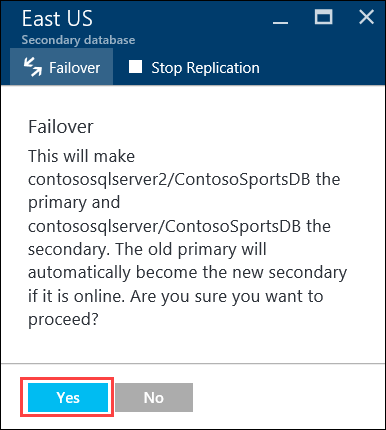 East US
Secondary database
Failover
Stop Replication
Failover
This will make
contososqlserver2/ContosoSportsDB the
primary and
contososqlserver/ContosoSportsDB the
secondary. The old primary will
automatically become the new secondary
if it is online. Are you sure you want to
proceed?
Yes
No